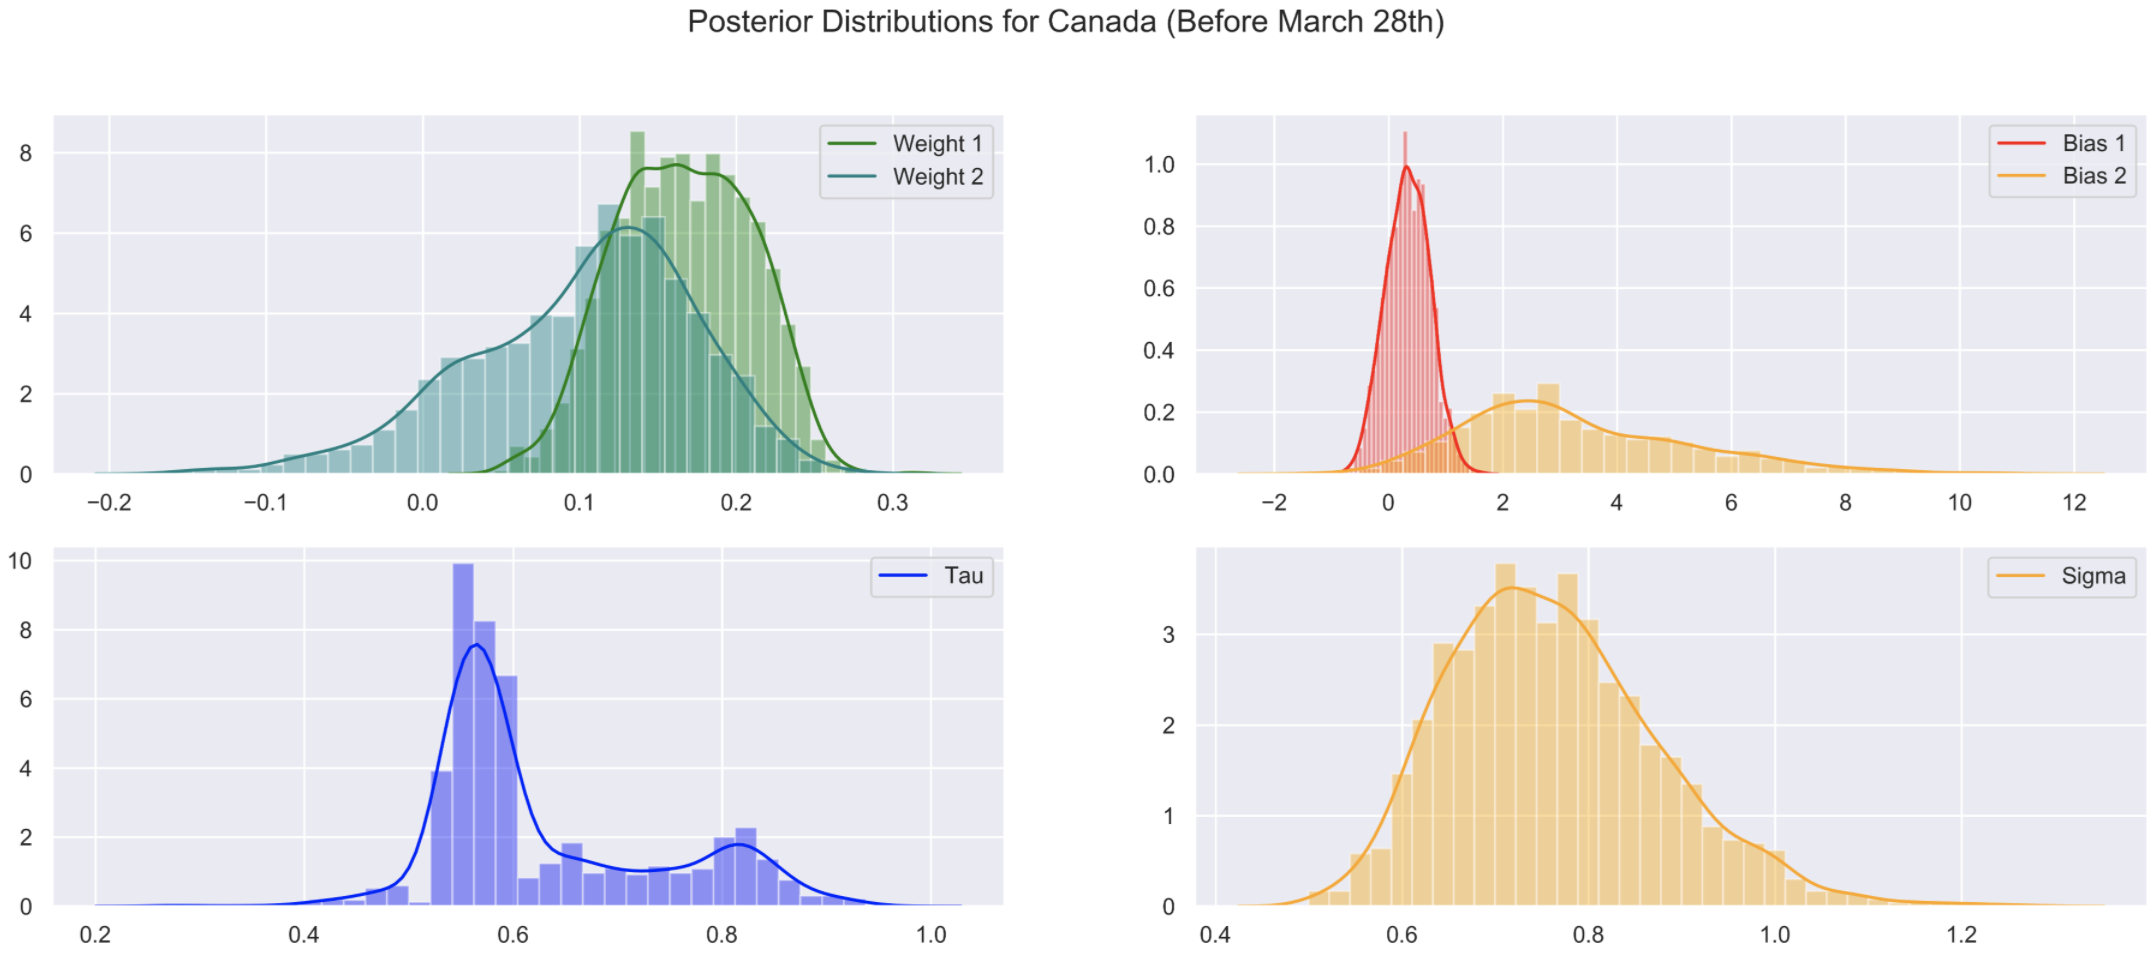 Posterior Distributions for Canada (Before March 28th)
8
6
4
2
0
−0.2 −0.1 0.0 0.1 0.2 0.3
Weight 1
Weight 2
1.0
0.8
0.6
0.4
0.2
0.0
−2 0 2 4 6 8 10 12
Bias 1
Bias 2
10
8
6
4
2
0
0.2 0.4 0.6 0.8 1.0
Tau
3
2
1
0
0.4 0.6 0.8 1.0 1.2
Sigma